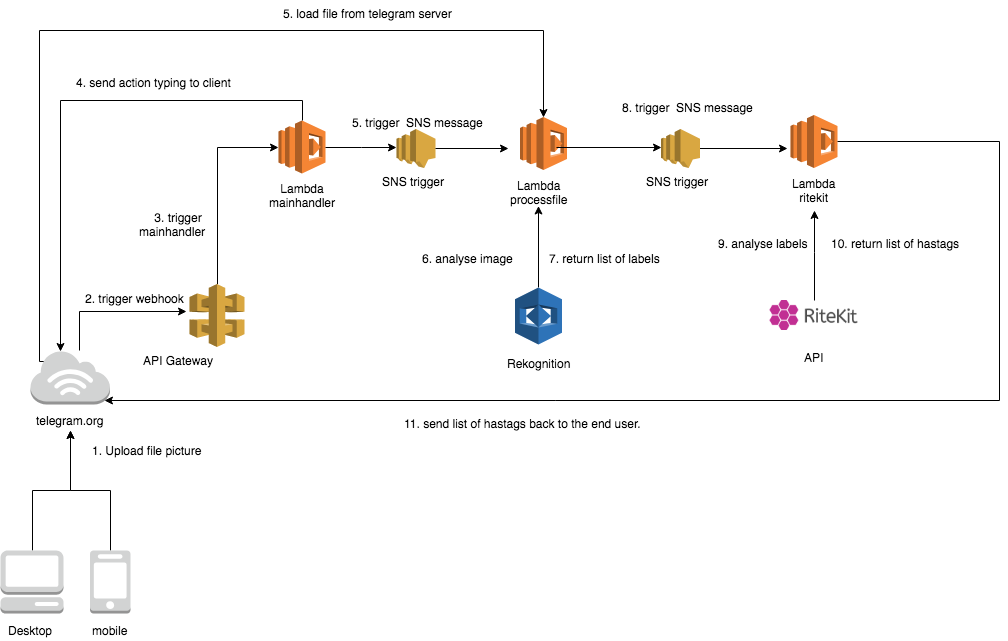 5. load file from telegram server
4. send action typing to client
5. trigger  SNS message
8. trigger  SNS message
SNS trigger
SNS trigger
Lambda
mainhandler
Lambda
processfile
Lambda
ritekit
3. trigger
mainhandler
6. analyse image
7. return list of labels
9. analyse labels
10. return list of hastags
2. trigger webhook
API Gateway
Rekognition
RiteKit
API
telegram.org
11. send list of hastags back to the end user.
1. Upload file picture
Desktop
mobile